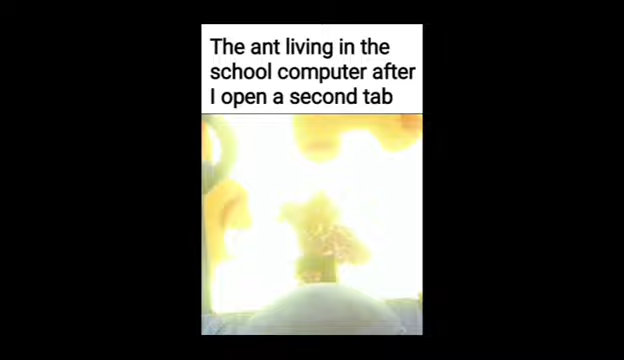 The ant living in the
school computer after
I open a second tab